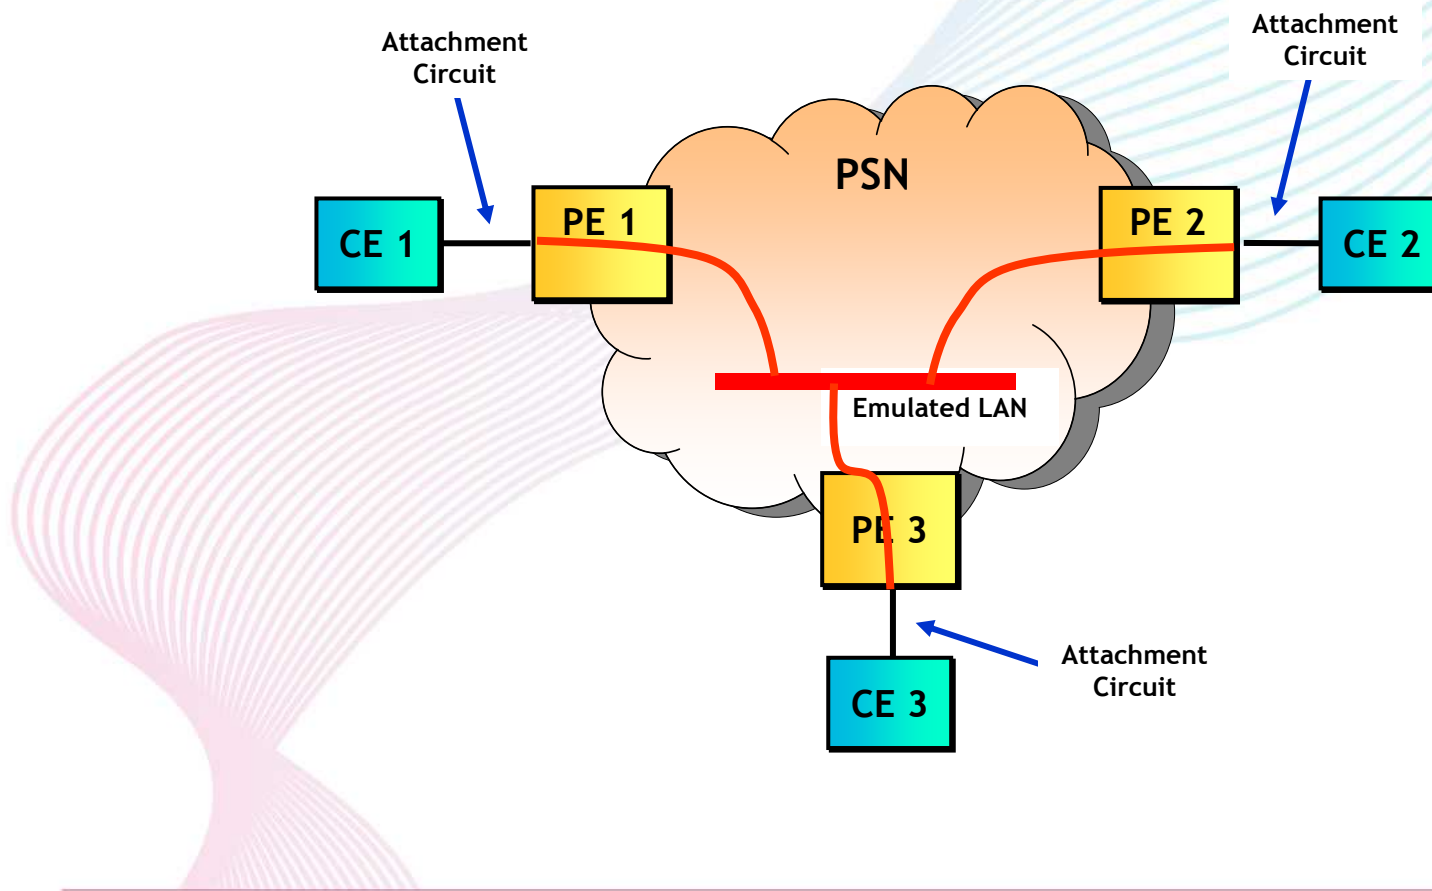 Attachment
Circuit
Attachment
Circuit
PSN
PE 1
PE 2
CE 1
CE 2
Emulated LAN
PE 3
Attachment
Circuit
CE 3